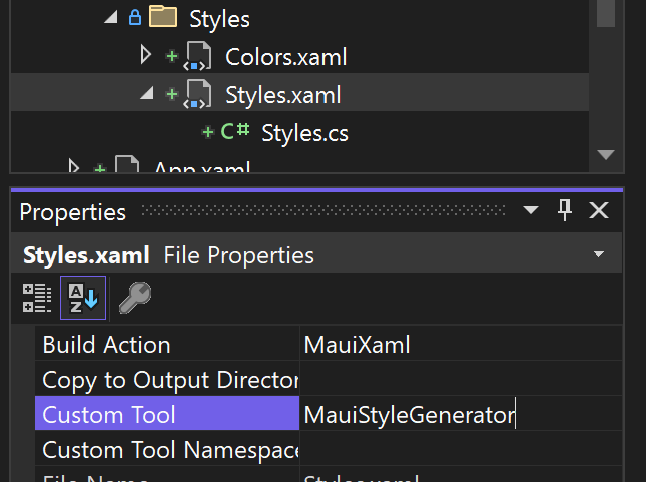 Styles
Colors.xaml
Styles.xaml
C# Styles.cs
App.xaml
Properties
Styles.xaml File Properties
Build Action MauiXaml
Copy to Output Director
Custom Tool MauiStyleGenerator
Custom Tool Namespace
File Name Styles.xaml